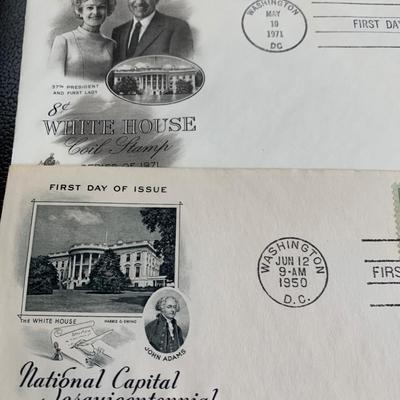 WASHINGTON
MAY
10
1971
DC
FIRST DAY
37TH PRESIDENT
AND FIRST LADY
8¢
WHITE HOUSE
Coil Stamp
SERIES OF 1971
FIRST DAY OF ISSUE
THE WHITE HOUSE
JOHN ADAMS
WASHINGTON
JUN 12
9-AM
1950
D.C.
FIRS
National Capital
Sesquicentennial